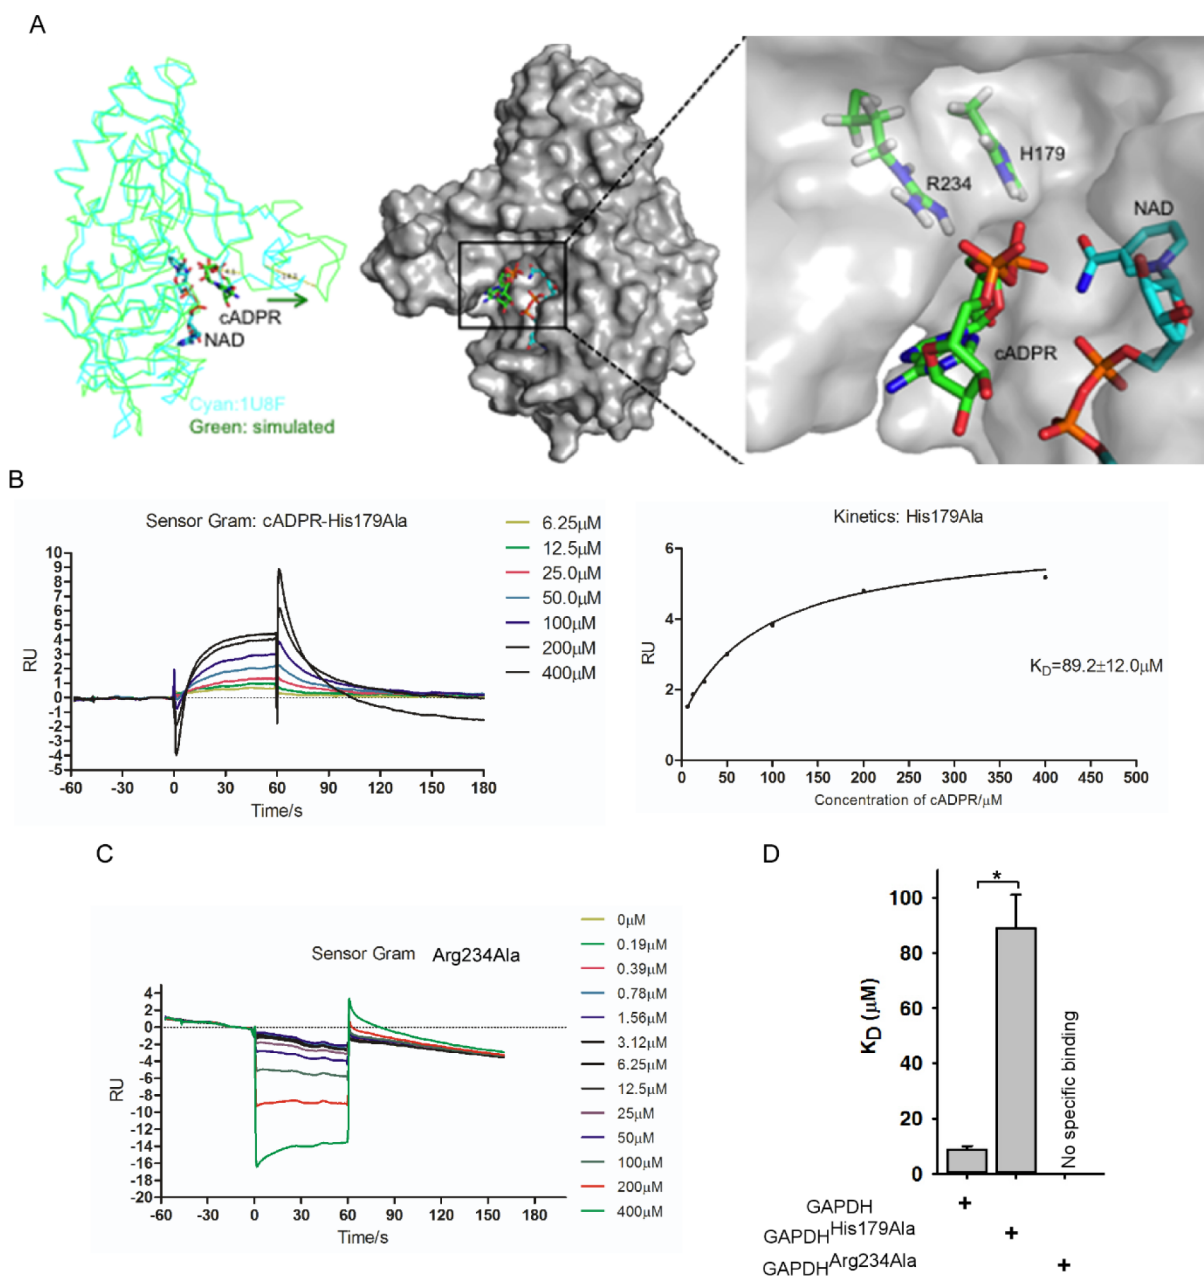 A
cADPR
NAD
Cyan:1U8F
Green: simulated
R234
H179
NAD
cADPR
B
Sensor Gram: cADPR-His179Ala
10
9
8
7
6
5
4
3
2
1
0
-1
-2
-3
-4
-5
RU
-60
-30
0
30
60
90
120
150
180
Time/s
6.25μM
12.5μM
25.0μM
50.0μM
100μM
200μM
400μM
Kinetics: His179Ala
6
4
2
0
RU
KD=89.2±12.0μM
0
50
100
150
200
250
300
350
400
450
500
Concentration of cADPR/μM
C
Sensor Gram Arg234Ala
4
2
0
-2
-4
-6
-8
-10
-12
-14
-16
-18
-20
RU
-60
-30
0
30
60
90
120
150
180
Time/s
0μM
0.19μM
0.39μM
0.78μM
1.56μM
3.12μM
6.25μM
12.5μM
25μM
50μM
100μM
200μM
400μM
D
*
100
80
60
40
20
0
KD (μM)
No specific binding
GAPDH +
GAPDHHis179Ala +
GAPDHArg234Ala +